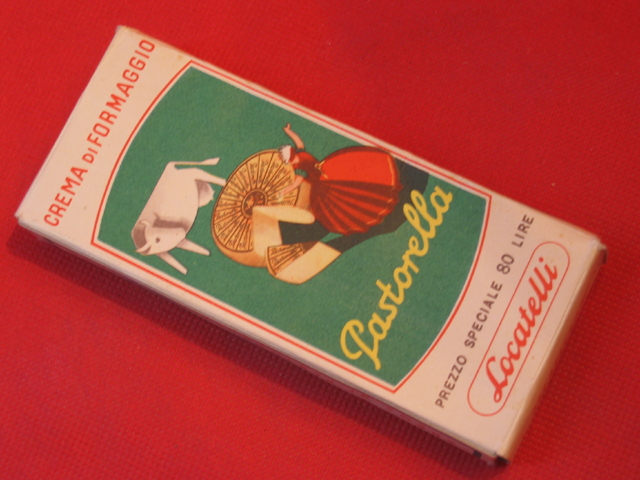 CREMA DI FORMAGGIO
Pastorella
PREZZO SPECIALE 80 LIRE
Locatelli